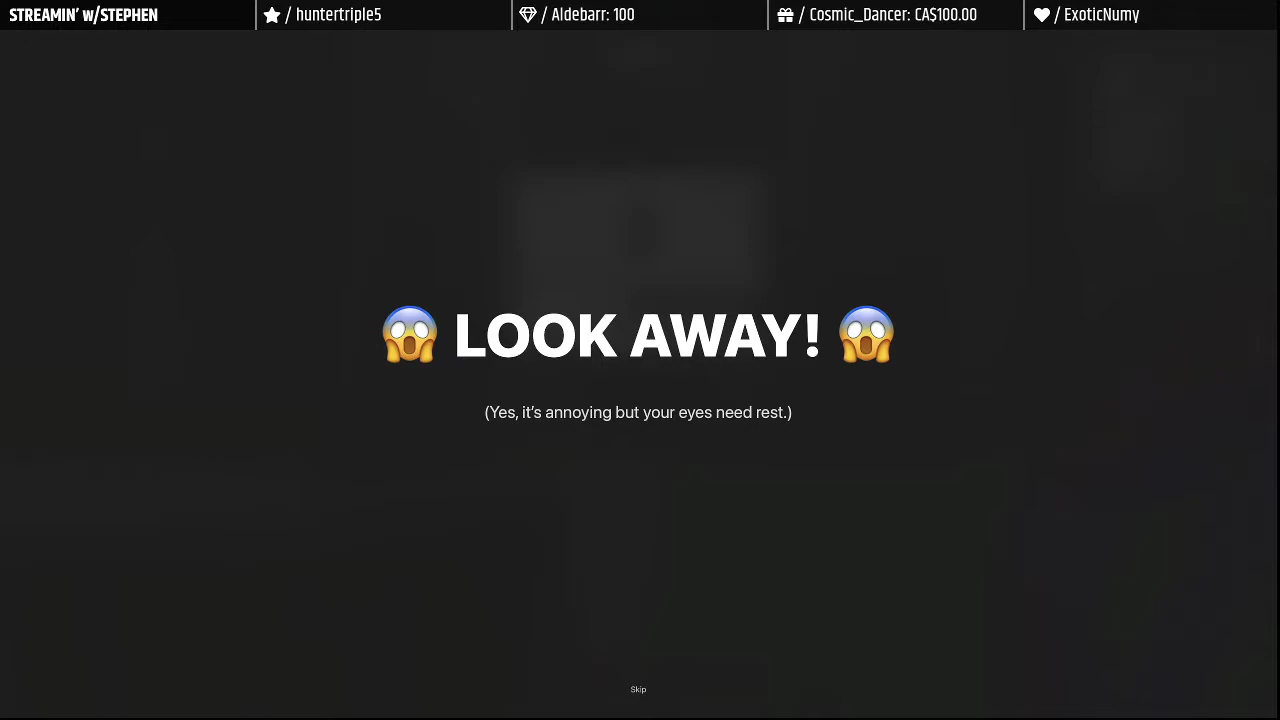 STREAMIN' w/STEPHEN
/ huntertriple5
/ Aldebarr: 100
/ Cosmic_Dancer: CA$100.00
/ ExoticNumy
😱 LOOK AWAY! 😱
(Yes, it's annoying but your eyes need rest.)
Skip